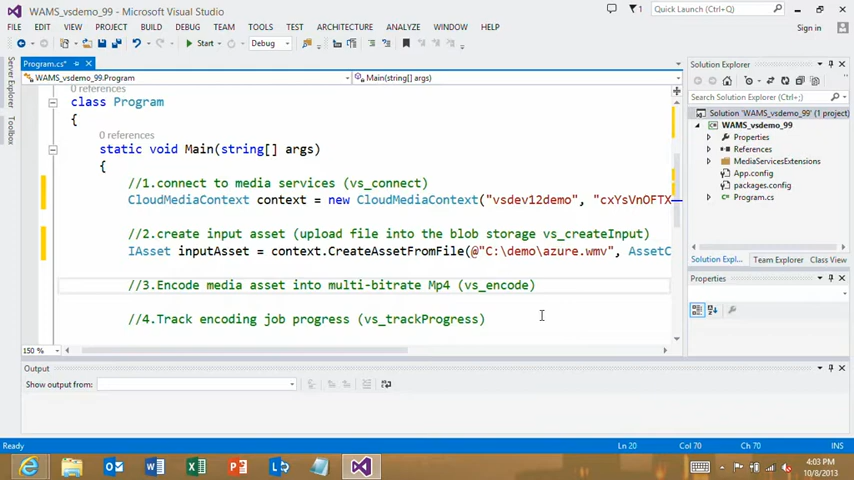 WAMS_vsdemo_99 - Microsoft Visual Studio
1
Quick Launch (Ctrl+Q)
FILE EDIT VIEW PROJECT BUILD DEBUG TEAM TOOLS TEST ARCHITECTURE ANALYZE WINDOW HELP
Sign in
Start Debug
Server Explorer
Toolbox
Program.cs*
WAMS_vsdemo_99.Program
Main(string[] args)
0 references
class Program
{
0 references
static void Main(string[] args)
{
//1.connect to media services (vs_connect)
CloudMediaContext context = new CloudMediaContext("vsdev12demo", "cxYsVnOFTX
//2.create input asset (upload file into the blob storage vs_createInput)
IAsset inputAsset = context.CreateAssetFromFile(@"C:\demo\azure.wmv", AssetC
//3.Encode media asset into multi-bitrate Mp4 (vs_encode)
//4.Track encoding job progress (vs_trackProgress)
150 %
Solution Explorer
Search Solution Explorer (Ctrl+;)
Solution 'WAMS_vsdemo_99' (1 project)
WAMS_vsdemo_99
Properties
References
MediaServicesExtensions
App.config
packages.config
Program.cs
Solution Expl... Team Explorer Class View
Properties
Output
Show output from:
Ready
Ln 20 Col 70 Ch 70 INS
4:03 PM
10/8/2013